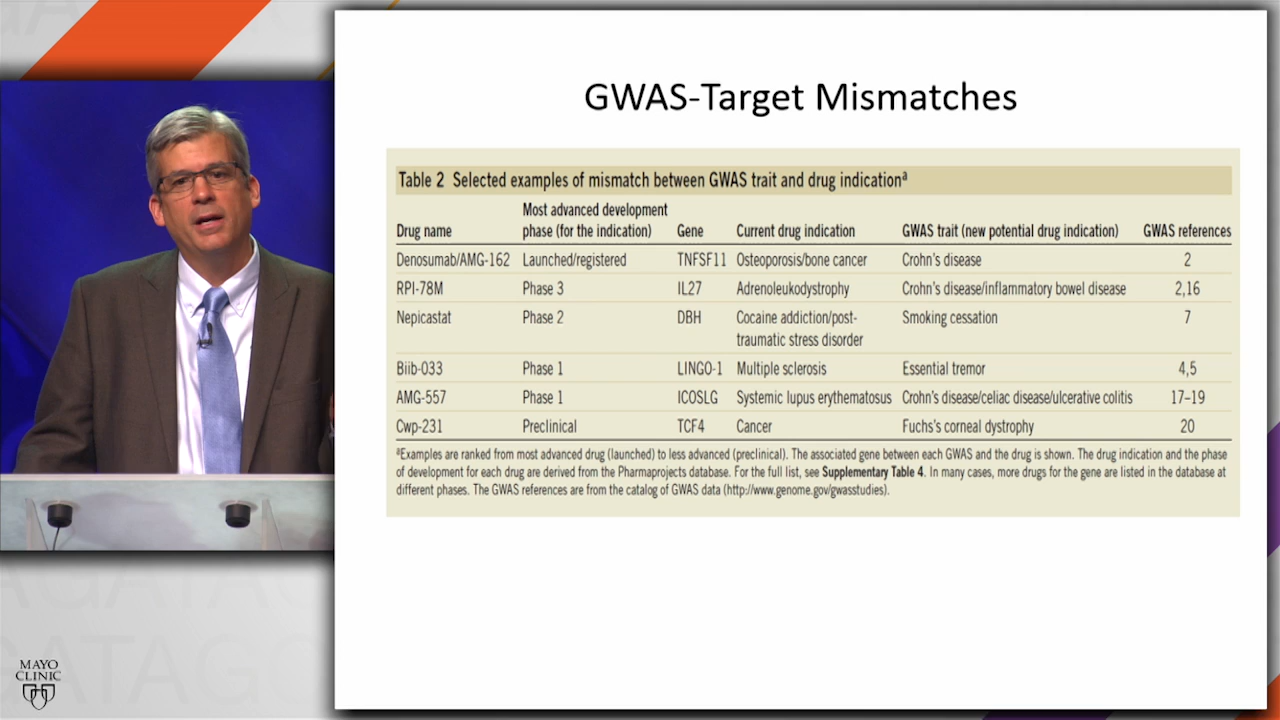 GWAS-Target Mismatches
Table 2 Selected examples of mismatch between GWAS trait and drug indicationᵃ
Drug name Most advanced development phase (for the indication) Gene Current drug indication GWAS trait (new potential drug indication) GWAS references
Denosumab/AMG-162 Launched/registered TNFSF11 Osteoporosis/bone cancer Crohn's disease 2
RPI-78M Phase 3 IL27 Adrenoleukodystrophy Crohn's disease/inflammatory bowel disease 2,16
Nepicastat Phase 2 DBH Cocaine addiction/post-traumatic stress disorder Smoking cessation 7
Biib-033 Phase 1 LINGO-1 Multiple sclerosis Essential tremor 4,5
AMG-557 Phase 1 ICOSLG Systemic lupus erythematosus Crohn's disease/celiac disease/ulcerative colitis 17–19
Cwp-231 Preclinical TCF4 Cancer Fuchs's corneal dystrophy 20
ᵃExamples are ranked from most advanced drug (launched) to less advanced (preclinical). The associated gene between each GWAS and the drug is shown. The drug indication and the phase
of development for each drug are derived from the Pharmaprojects database. For the full list, see Supplementary Table 4. In many cases, more drugs for the gene are listed in the database at
different phases. The GWAS references are from the catalog of GWAS data (http://www.genome.gov/gwasstudies).
MAYO
CLINIC